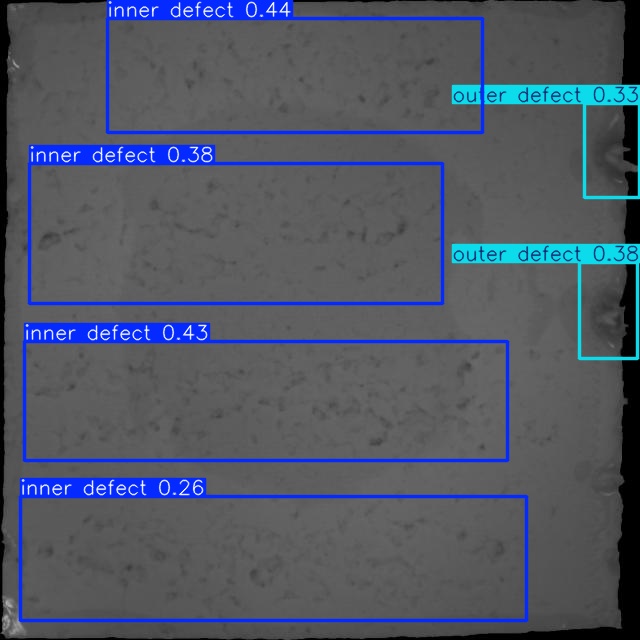 inner defect 0.44
outer defect 0.33
inner defect 0.38
outer defect 0.38
inner defect 0.43
inner defect 0.26